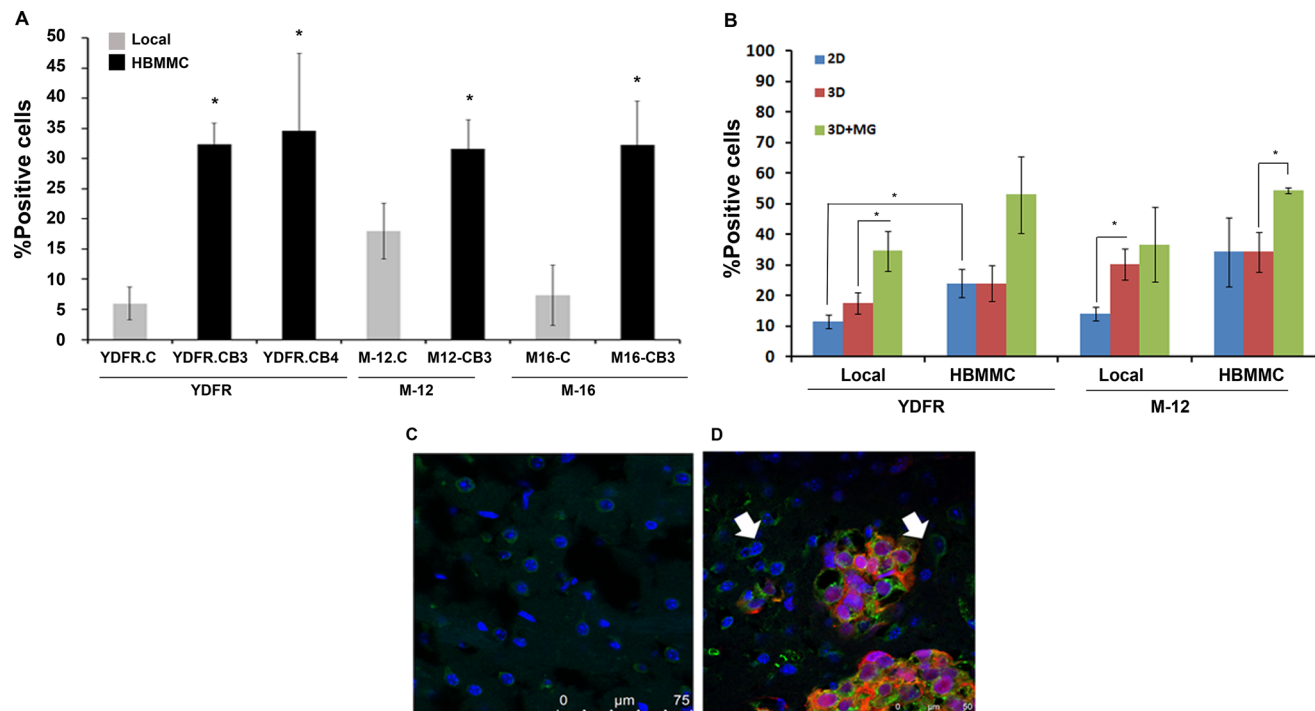 A
Local
HBMMC
*
*
*
*
%Positive cells
50
45
40
35
30
25
20
15
10
5
0
YDFR.C YDFR.CB3 YDFR.CB4 M-12.C M12-CB3 M16-C M16-CB3
YDFR M-12 M-16
B
2D
3D
3D+MG
*
*
*
*
%Positive cells
100
90
80
70
60
50
40
30
20
10
0
Local HBMMC Local HBMMC
YDFR M-12
C
0 µm 75
D
0 µm 50